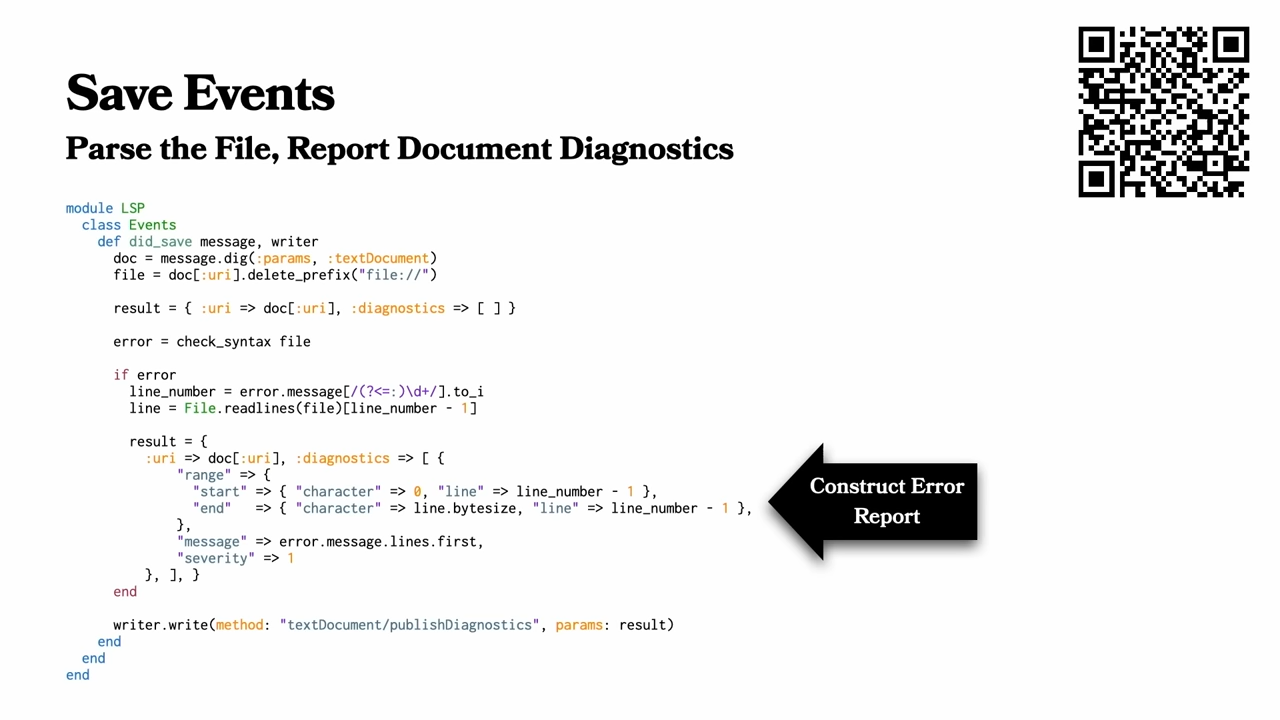 Save Events
Parse the File, Report Document Diagnostics
module LSP
  class Events
    def did_save message, writer
      doc = message.dig(:params, :textDocument)
      file = doc[:uri].delete_prefix("file://")
      result = { :uri => doc[:uri], :diagnostics => [ ] }
      error = check_syntax file
      if error
        line_number = error.message[/(?<=:)\d+/].to_i
        line = File.readlines(file)[line_number - 1]
        result = {
          :uri => doc[:uri], :diagnostics => [ {
              "range" => {
                "start" => { "character" => 0, "line" => line_number - 1 },
                "end"   => { "character" => line.bytesize, "line" => line_number - 1 },
              },
              "message" => error.message.lines.first,
              "severity" => 1
          }, ], }
      end
      writer.write(method: "textDocument/publishDiagnostics", params: result)
    end
  end
end
Construct Error
Report